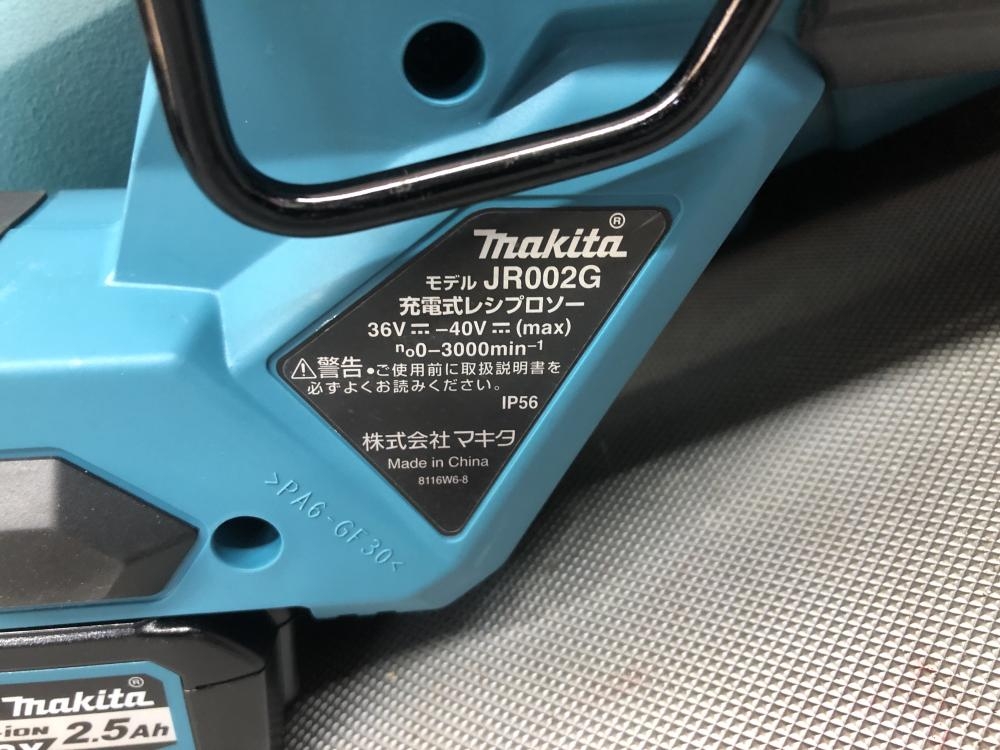 makita®
モデル JR002G
充電式レシプロソー
36V⎓-40V⎓(max)
n₀0-3000min⁻¹
⚠警告 •ご使用前に取扱説明書を
必ずよくお読みください。
IP56
株式会社マキタ
Made in China
8116W6-8
>PA6-GF30<
makita®
-iON 2.5Ah